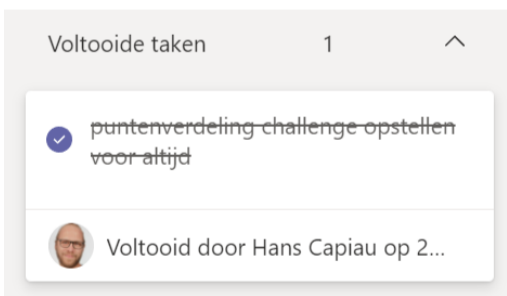 Voltooide taken 1
puntenverdeling challenge opstellen
voor altijd
Voltooid door Hans Capiau op 2...